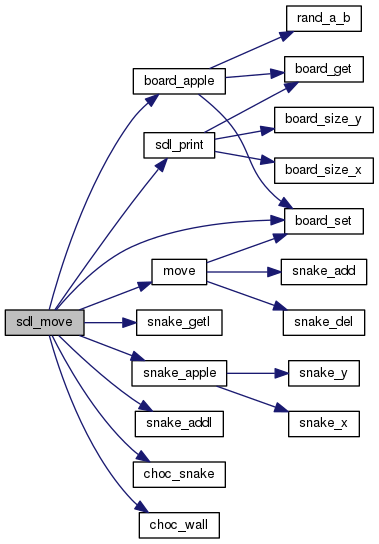 rand_a_b
board_apple
board_get
sdl_print
board_size_y
board_size_x
board_set
move
snake_add
sdl_move
snake_getl
snake_del
snake_apple
snake_y
snake_addl
snake_x
choc_snake
choc_wall